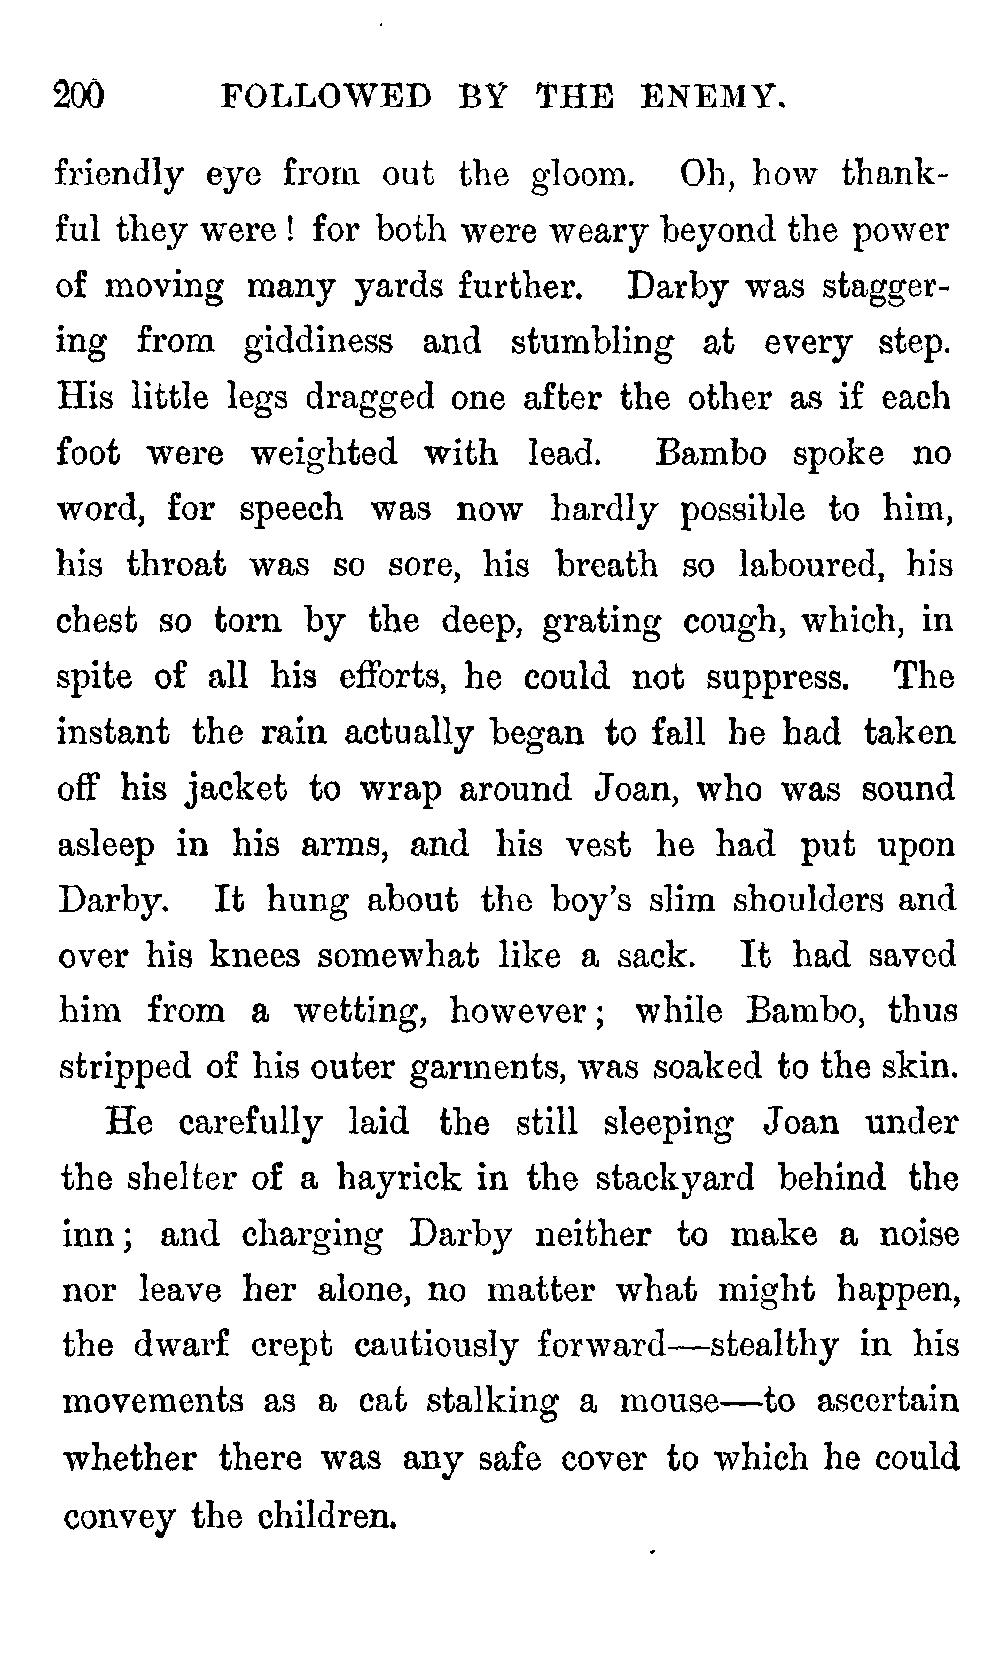 200 FOLLOWED BY THE ENEMY.
friendly eye from out the gloom. Oh, how thank-
ful they were! for both were weary beyond the power
of moving many yards further. Darby was stagger-
ing from giddiness and stumbling at every step.
His little legs dragged one after the other as if each
foot were weighted with lead. Bambo spoke no
word, for speech was now hardly possible to him,
his throat was so sore, his breath so laboured, his
chest so torn by the deep, grating cough, which, in
spite of all his efforts, he could not suppress. The
instant the rain actually began to fall he had taken
off his jacket to wrap around Joan, who was sound
asleep in his arms, and his vest he had put upon
Darby. It hung about the boy's slim shoulders and
over his knees somewhat like a sack. It had saved
him from a wetting, however; while Bambo, thus
stripped of his outer garments, was soaked to the skin.
He carefully laid the still sleeping Joan under
the shelter of a hayrick in the stackyard behind the
inn; and charging Darby neither to make a noise
nor leave her alone, no matter what might happen,
the dwarf crept cautiously forward—stealthy in his
movements as a cat stalking a mouse—to ascertain
whether there was any safe cover to which he could
convey the children.